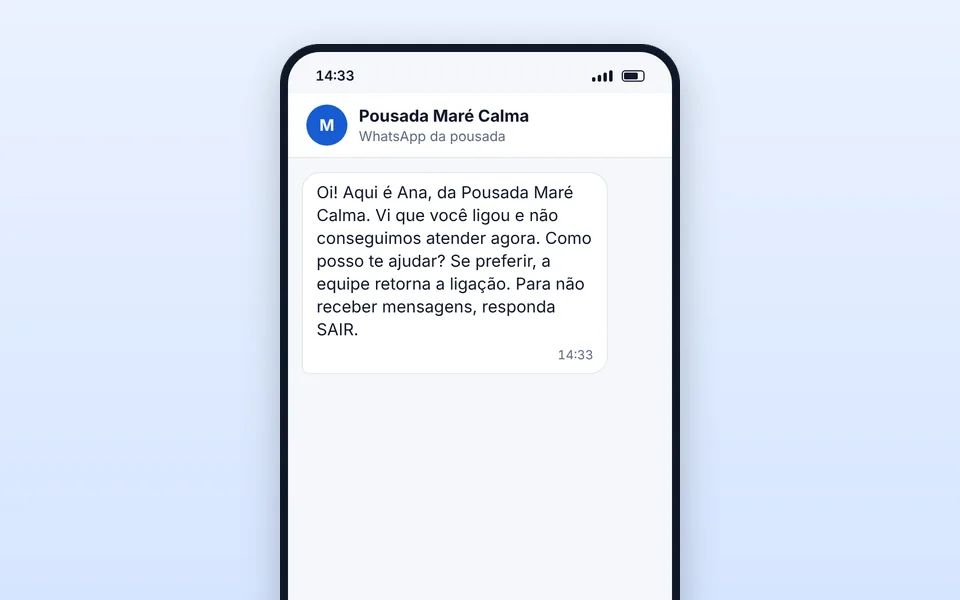 14:33
M
Pousada Maré Calma
WhatsApp da pousada
Oi! Aqui é Ana, da Pousada Maré
Calma. Vi que você ligou e não
conseguimos atender agora. Como
posso te ajudar? Se preferir, a
equipe retorna a ligação. Para não
receber mensagens, responda
SAIR.
14:33